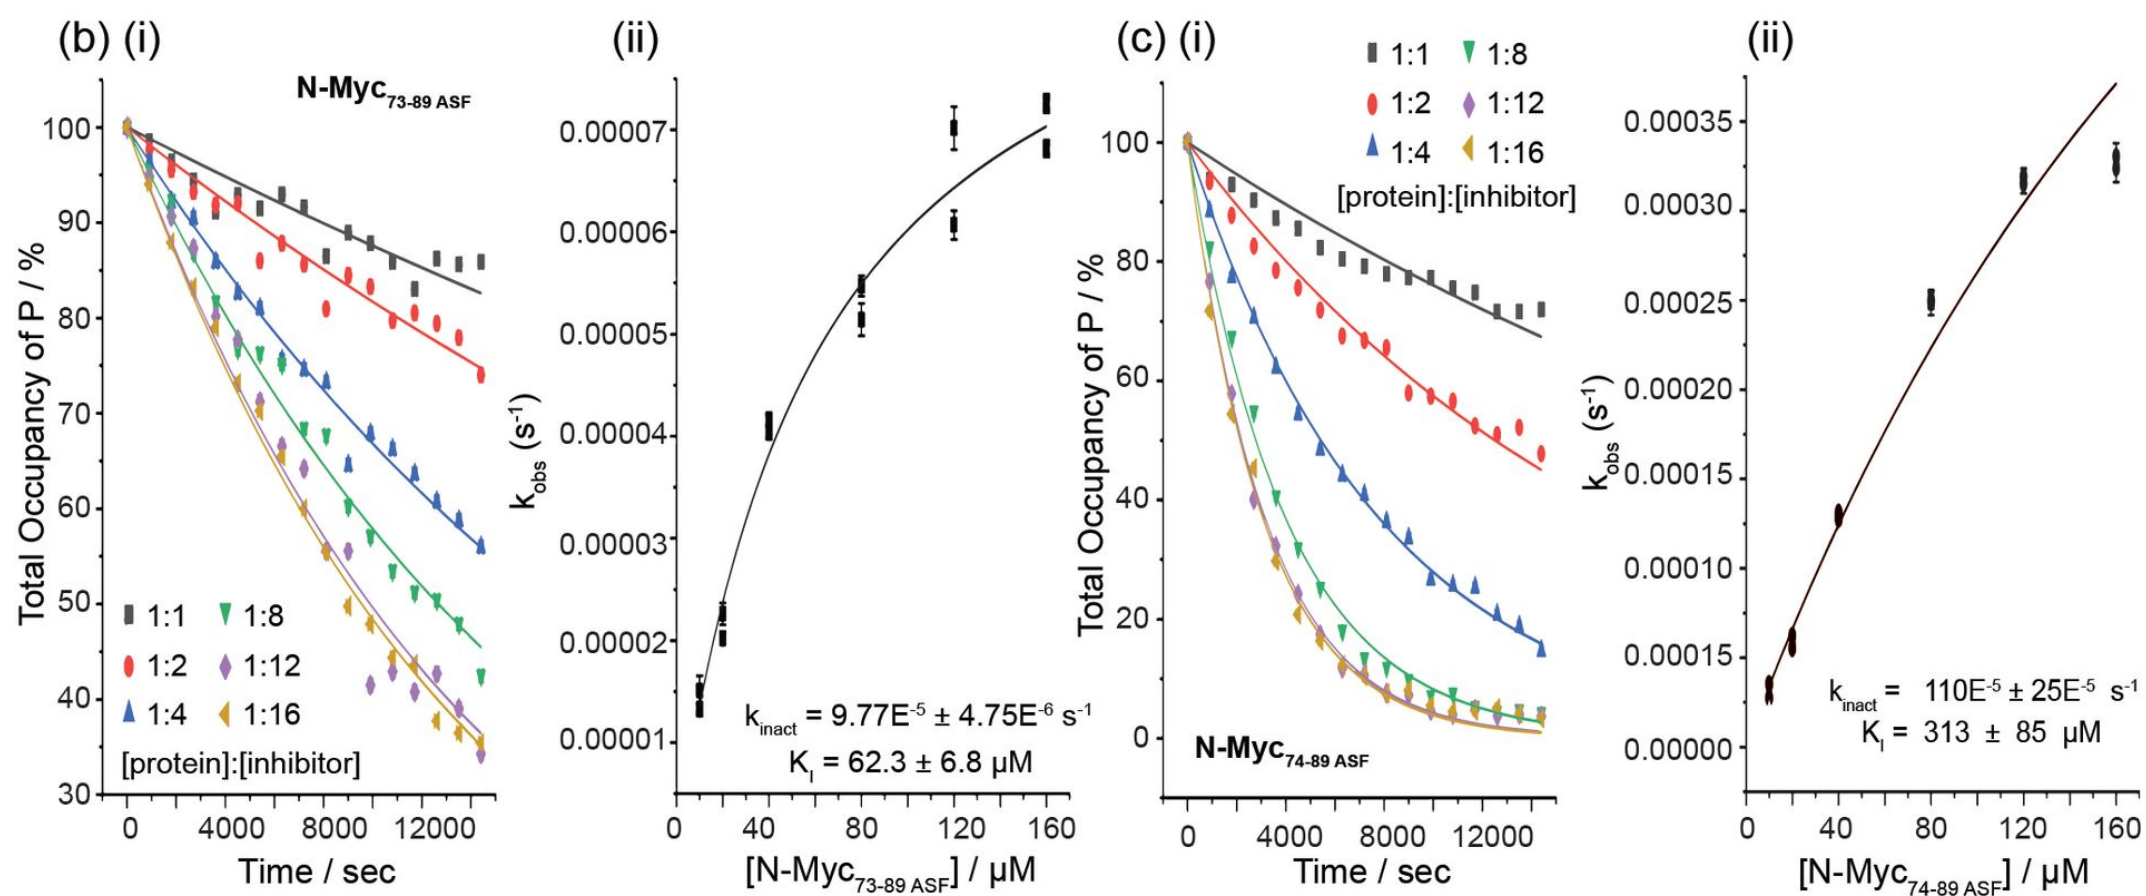 (b) (i)
N-Myc73-89 ASF
Total Occupancy of P / %
100
90
80
70
60
50
40
30
1:1 1:8
1:2 1:12
1:4 1:16
[protein]:[inhibitor]
0 4000 8000 12000
Time / sec
(ii)
kobs (s-1)
0.00007
0.00006
0.00005
0.00004
0.00003
0.00002
0.00001
kinact = 9.77E-5 ± 4.75E-6 s-1
KI = 62.3 ± 6.8 µM
0 40 80 120 160
[N-Myc73-89 ASF] / µM
(c) (i)
1:1 1:8
1:2 1:12
1:4 1:16
[protein]:[inhibitor]
Total Occupancy of P / %
100
80
60
40
20
0
N-Myc74-89 ASF
0 4000 8000 12000
Time / sec
(ii)
kobs (s-1)
0.00035
0.00030
0.00025
0.00020
0.00015
0.00010
0.00015
0.00000
kinact = 110E-5 ± 25E-5 s-1
KI = 313 ± 85 µM
0 40 80 120 160
[N-Myc74-89 ASF] / µM